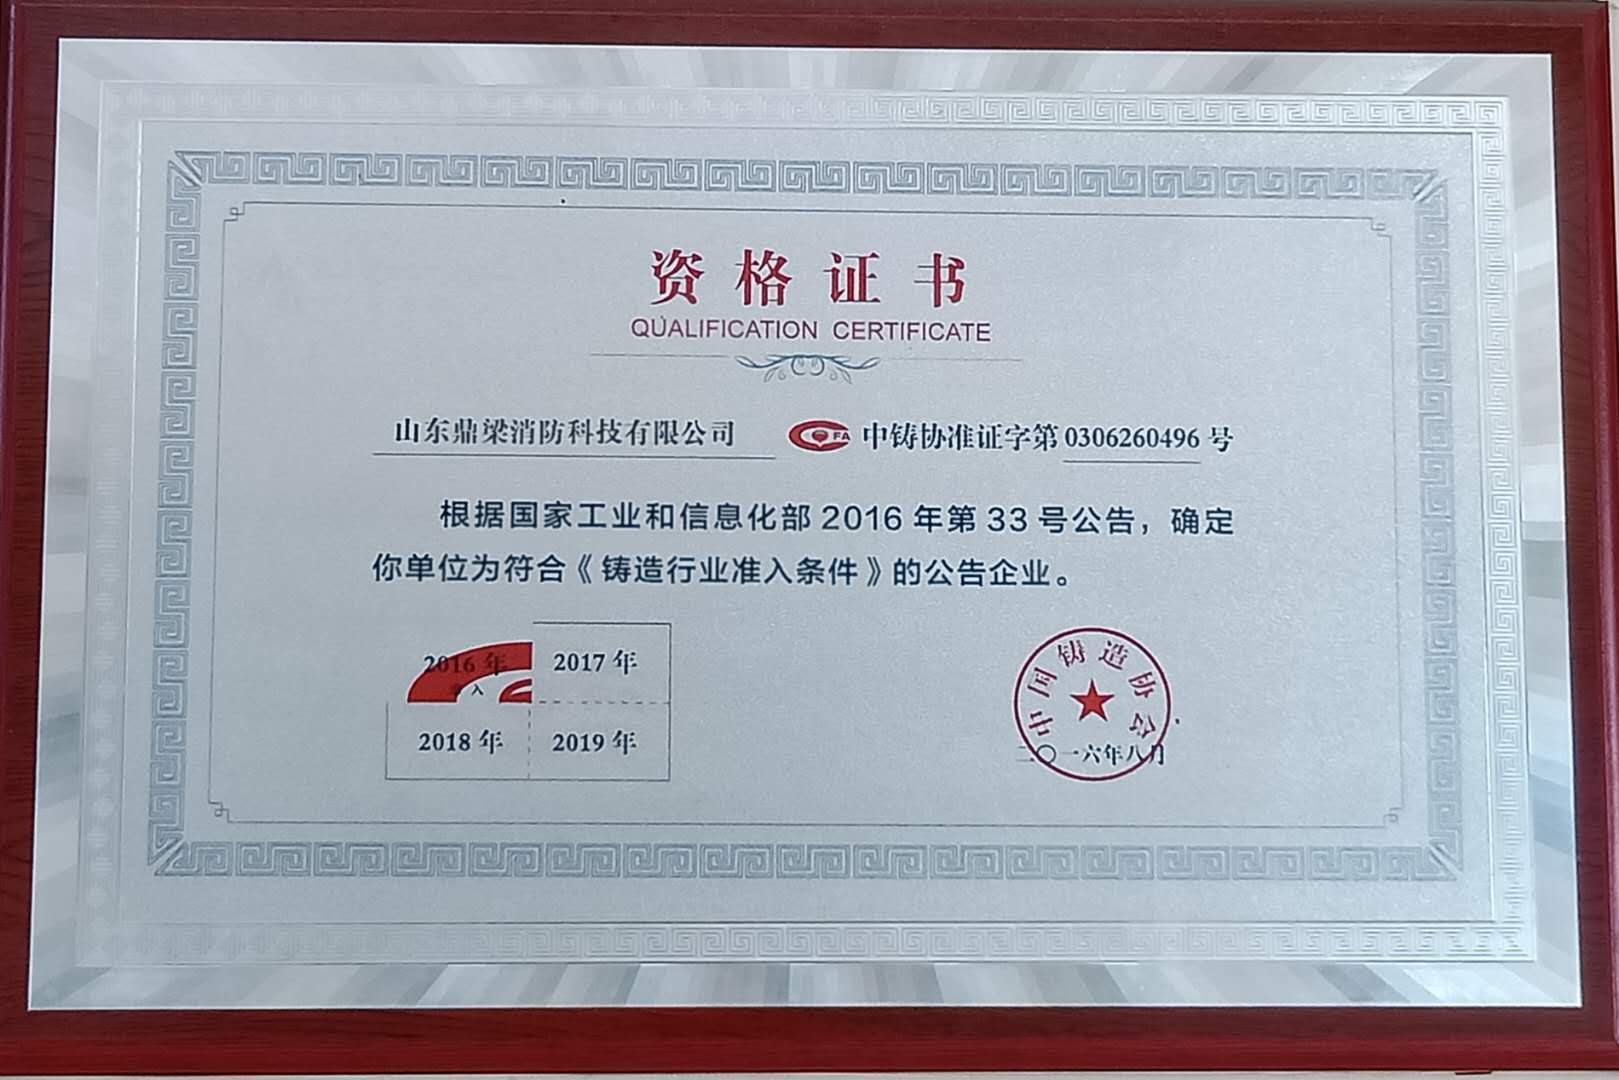 资格证书
QUALIFICATION CERTIFICATE
山东鼎梁消防科技有限公司 CFA 中铸协准证字第 0306260496 号
根据国家工业和信息化部 2016 年第 33 号公告，确定
你单位为符合《铸造行业准入条件》的公告企业。
2016 年 2017 年
入
2018 年 2019 年
中国铸造协会
二〇一六年八月